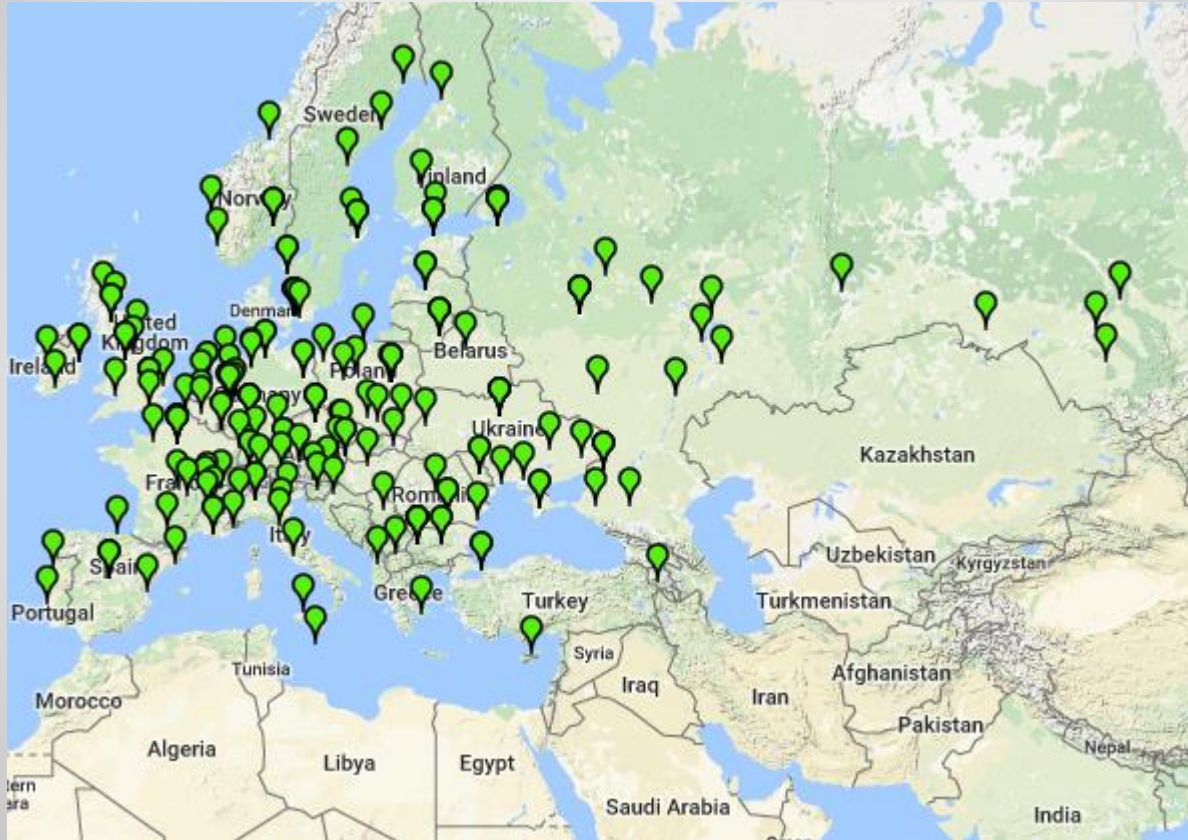 Sweden
Finland
Norway
Denmark
United
Kingdom
Ireland
Belarus
Poland
Germany
Ukraine
Kazakhstan
France
Romania
Italy
Spain
Uzbekistan
Kyrgyzstan
Portugal
Greece
Turkey
Turkmenistan
Syria
Tunisia
Iraq
Afghanistan
Morocco
Iran
Pakistan
Algeria
Libya
Egypt
Nepal
Saudi Arabia
India